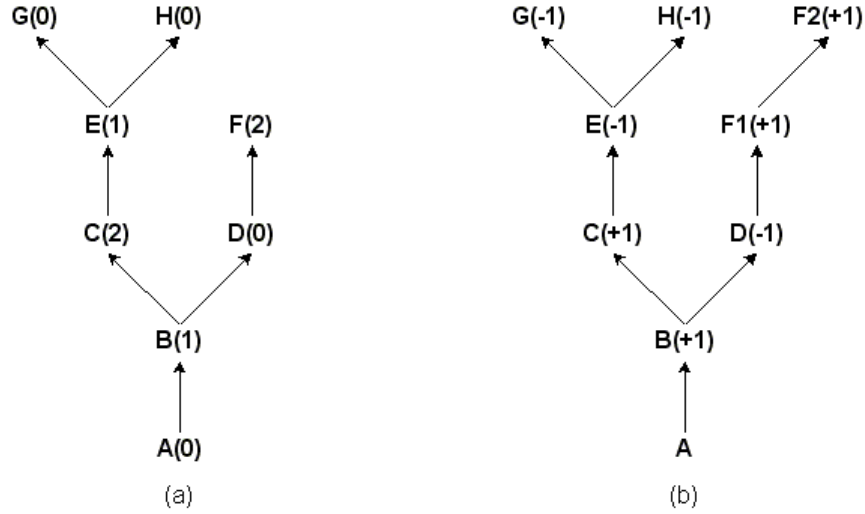 G(0) H(0) G(-1) H(-1) F2(+1)
E(1) F(2) E(-1) F1(+1)
C(2) D(0) C(+1) D(-1)
B(1) B(+1)
A(0) A
(a) (b)